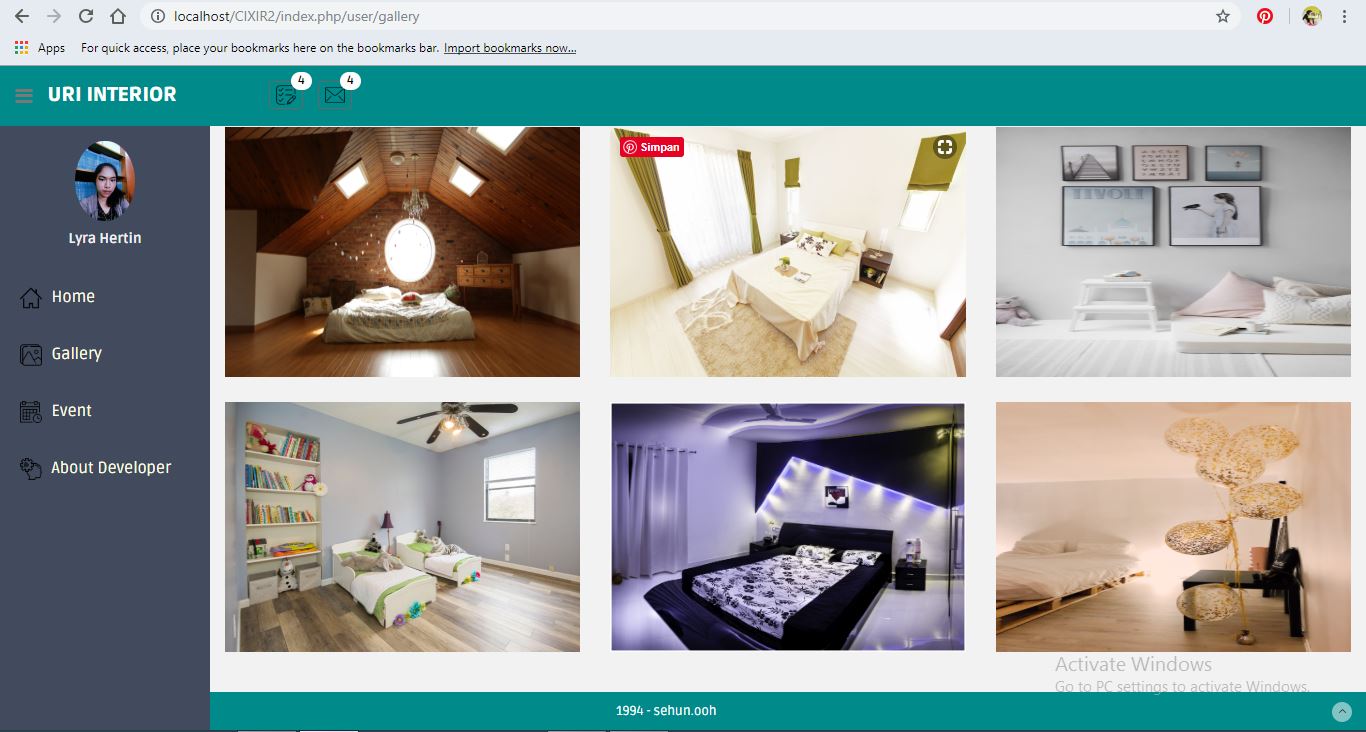 localhost/CIXIR2/index.php/user/gallery
Apps
For quick access, place your bookmarks here on the bookmarks bar. Import bookmarks now...
URI INTERIOR
4
4
Lyra Hertin
Home
Gallery
Event
About Developer
Simpan
TIVOLI
Activate Windows
Go to PC settings to activate Windows.
1994 - sehun.ooh